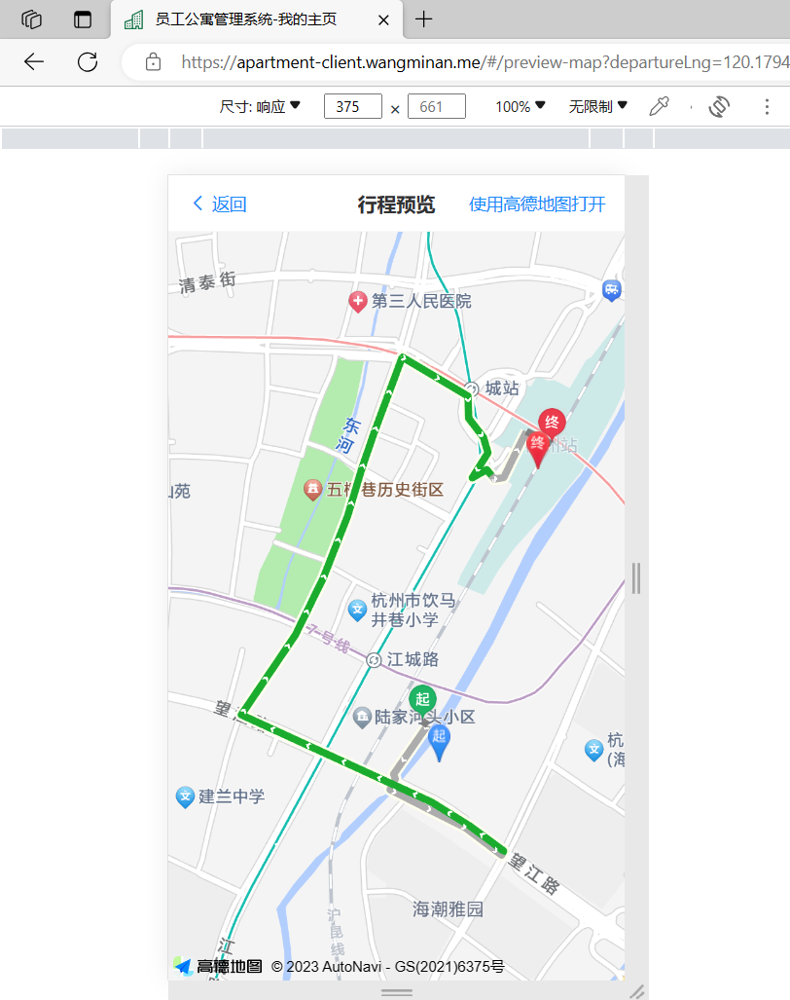 员工公寓管理系统-我的主页
https://apartment-client.wangminan.me/#/preview-map?departureLng=120.1794
尺寸: 响应 375 × 661 100% 无限制
返回 行程预览 使用高德地图打开
清泰街
第三人民医院
城站
终
终
州站
东河
山苑
五柳巷历史街区
杭州市饮马
井巷小学
7号线
江城路
起
望江
陆家河头小区
起
杭
(海
建兰中学
望江路
海潮雅园
沪昆线
江
高德地图 © 2023 AutoNavi - GS(2021)6375号